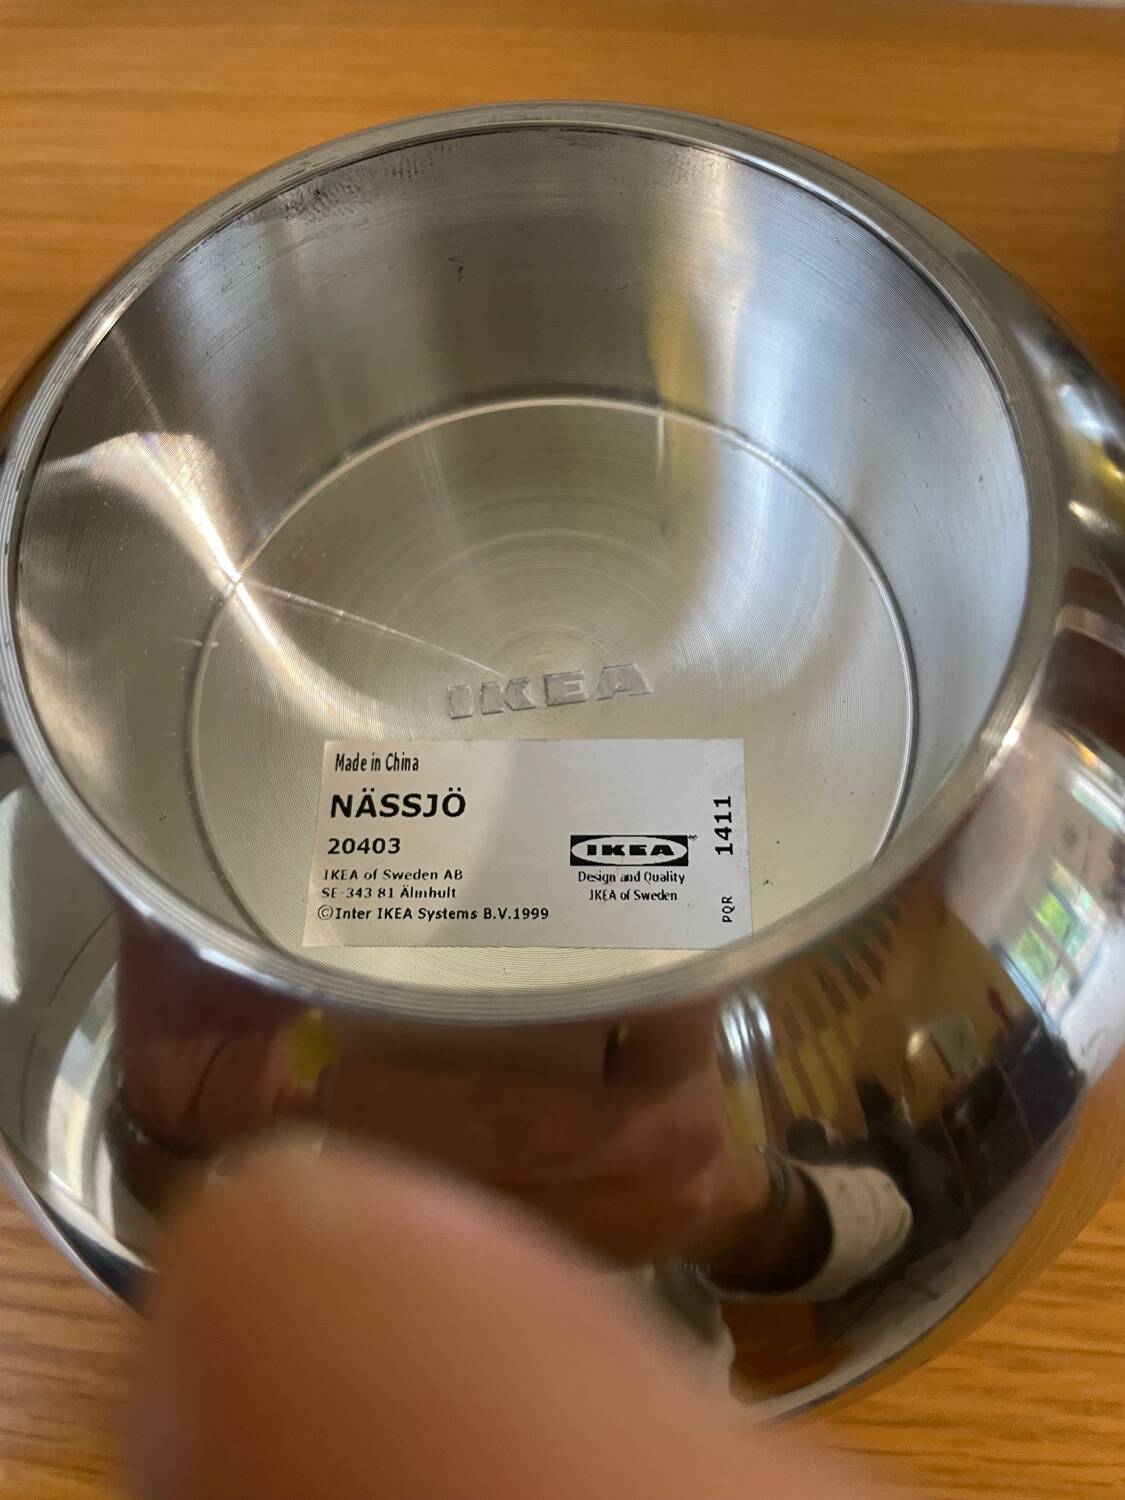 IKEA
Made in China
NÄSSJÖ
20403
IKEA of Sweden AB
SE-343 81 Älmhult
©Inter IKEA Systems B.V.1999
IKEA®
Design and Quality
IKEA of Sweden
1411
PQR